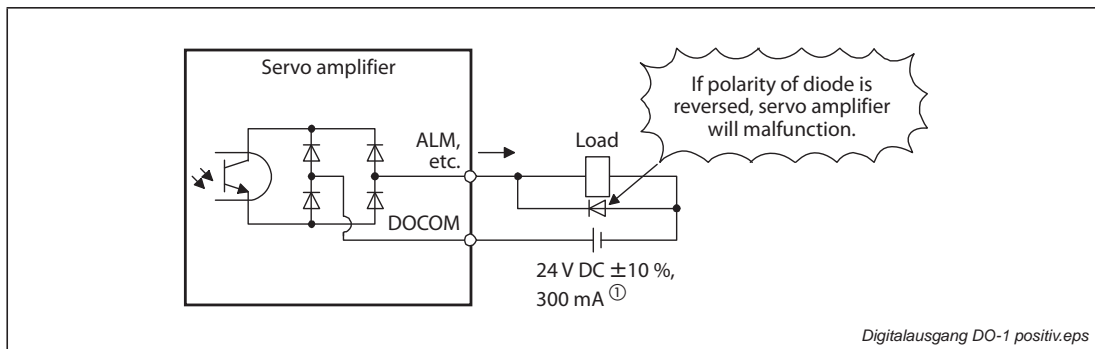 Servo amplifier
If polarity of diode is
reversed, servo amplifier
will malfunction.
ALM,
etc.
Load
DOCOM
24 V DC ±10 %,
300 mA ①
Digitalausgang DO-1 positiv.eps